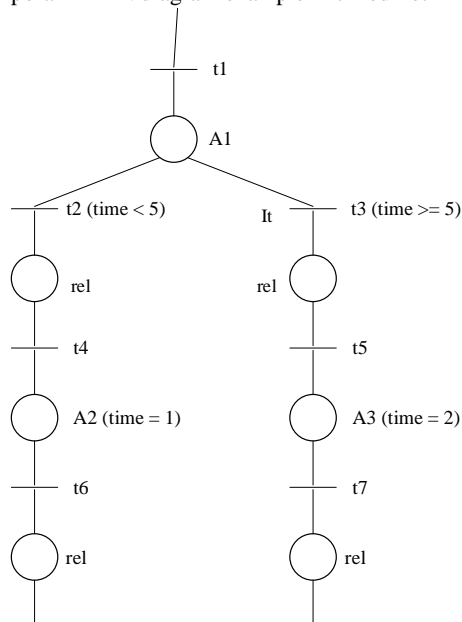 t1
A1
t2 (time < 5)
It
t3 (time >= 5)
rel
rel
t4
t5
A2 (time = 1)
A3 (time = 2)
t6
t7
rel
rel